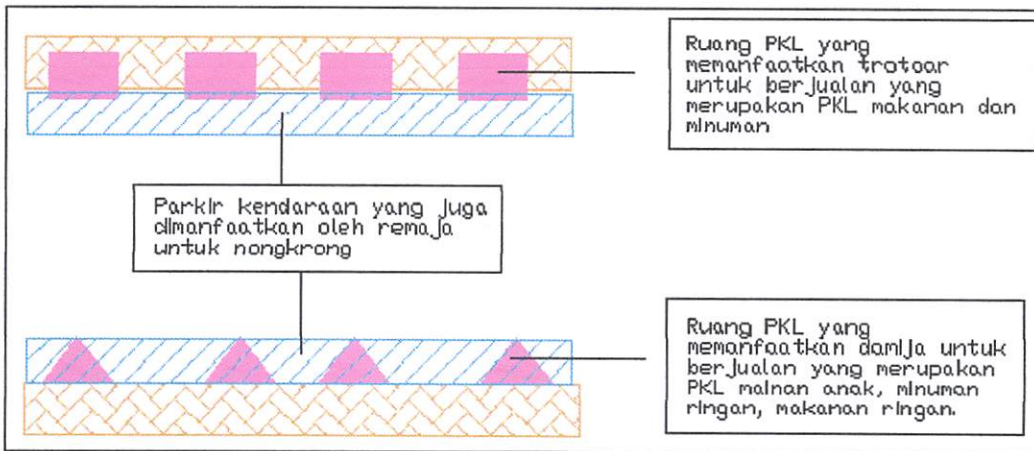 Ruang PKL yang
memanfaatkan trotoar
untuk berjualan yang
merupakan PKL makanan dan
minuman
Parkir kendaraan yang juga
dimanfaatkan oleh remaja
untuk nongkrong
Ruang PKL yang
memanfaatkan damija untuk
berjualan yang merupakan
PKL mainan anak, minuman
ringan, makanan ringan.